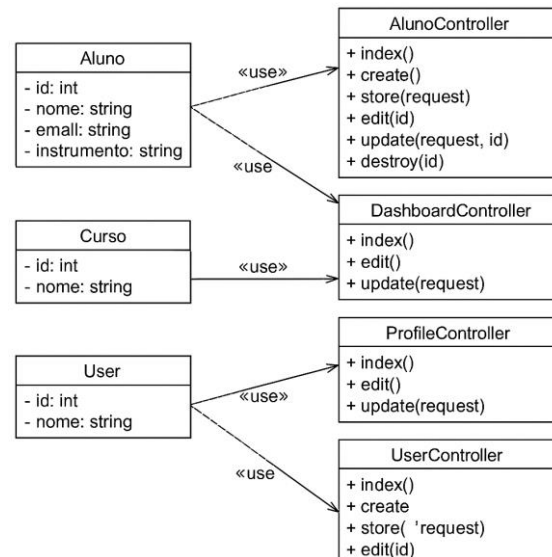 Aluno
- id: int
- nome: string
- emall: string
- instrumento: string
«use»
«use
AlunoController
+ index()
+ create()
+ store(request)
+ edit(id)
+ update(request, id)
+ destroy(id)
Curso
- id: int
- nome: string
«use»
DashboardController
+ index()
+ edit()
+ update(request)
User
- id: int
- nome: string
«use»
«use
ProfileController
+ index()
+ edit()
+ update(request)
UserController
+ index()
+ create
+ store( 'request)
+ edit(id)